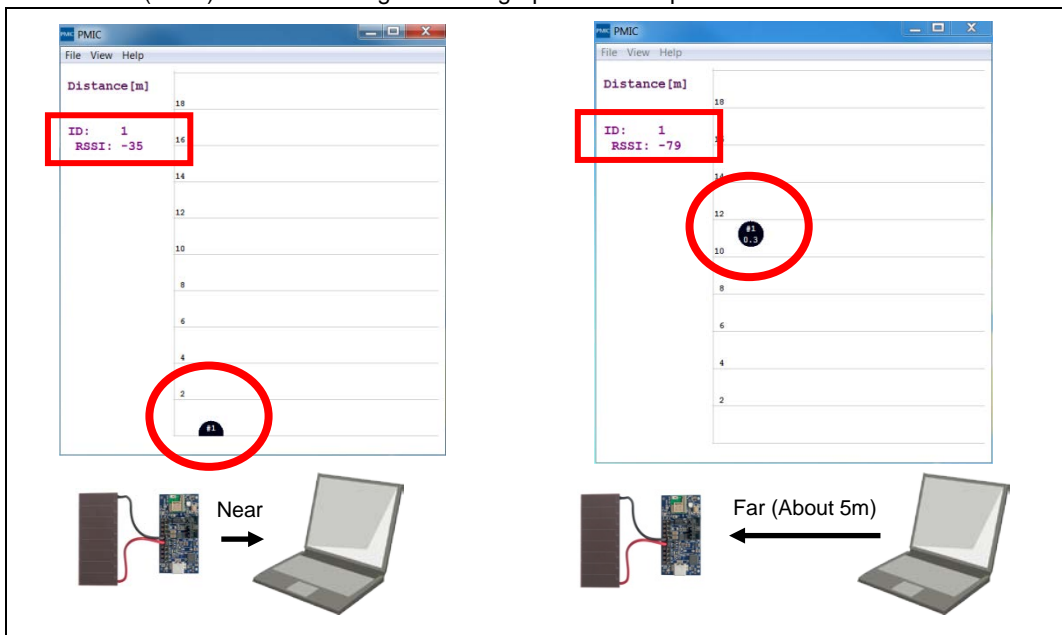 PMIC
File View Help
Distance[m]
ID: 1
RSSI: -35
18
16
14
12
10
8
6
4
2
#1
PMIC
File View Help
Distance[m]
ID: 1
RSSI: -79
18
14
12
10
8
6
4
2
#1
0.3
Near
Far (About 5m)